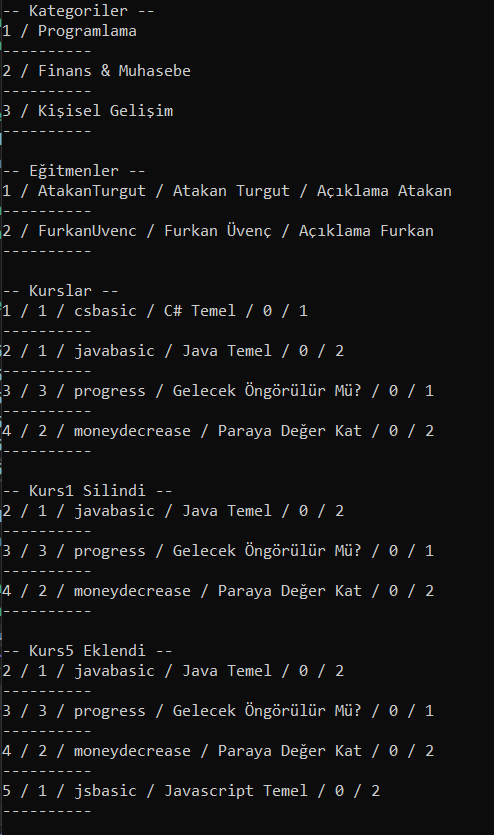 -- Kategoriler --
1 / Programlama
----------
2 / Finans & Muhasebe
----------
3 / Kişisel Gelişim
----------
-- Eğitmenler --
1 / AtakanTurgut / Atakan Turgut / Açıklama Atakan
----------
2 / FurkanUvenc / Furkan Üvenç / Açıklama Furkan
----------
-- Kurslar --
1 / 1 / csbasic / C# Temel / 0 / 1
----------
2 / 1 / javabasic / Java Temel / 0 / 2
----------
3 / 3 / progress / Gelecek Öngörülür Mü? / 0 / 1
----------
4 / 2 / moneydecrease / Paraya Değer Kat / 0 / 2
----------
-- Kurs1 Silindi --
2 / 1 / javabasic / Java Temel / 0 / 2
----------
3 / 3 / progress / Gelecek Öngörülür Mü? / 0 / 1
----------
4 / 2 / moneydecrease / Paraya Değer Kat / 0 / 2
----------
-- Kurs5 Eklendi --
2 / 1 / javabasic / Java Temel / 0 / 2
----------
3 / 3 / progress / Gelecek Öngörülür Mü? / 0 / 1
----------
4 / 2 / moneydecrease / Paraya Değer Kat / 0 / 2
----------
5 / 1 / jsbasic / Javascript Temel / 0 / 2
----------